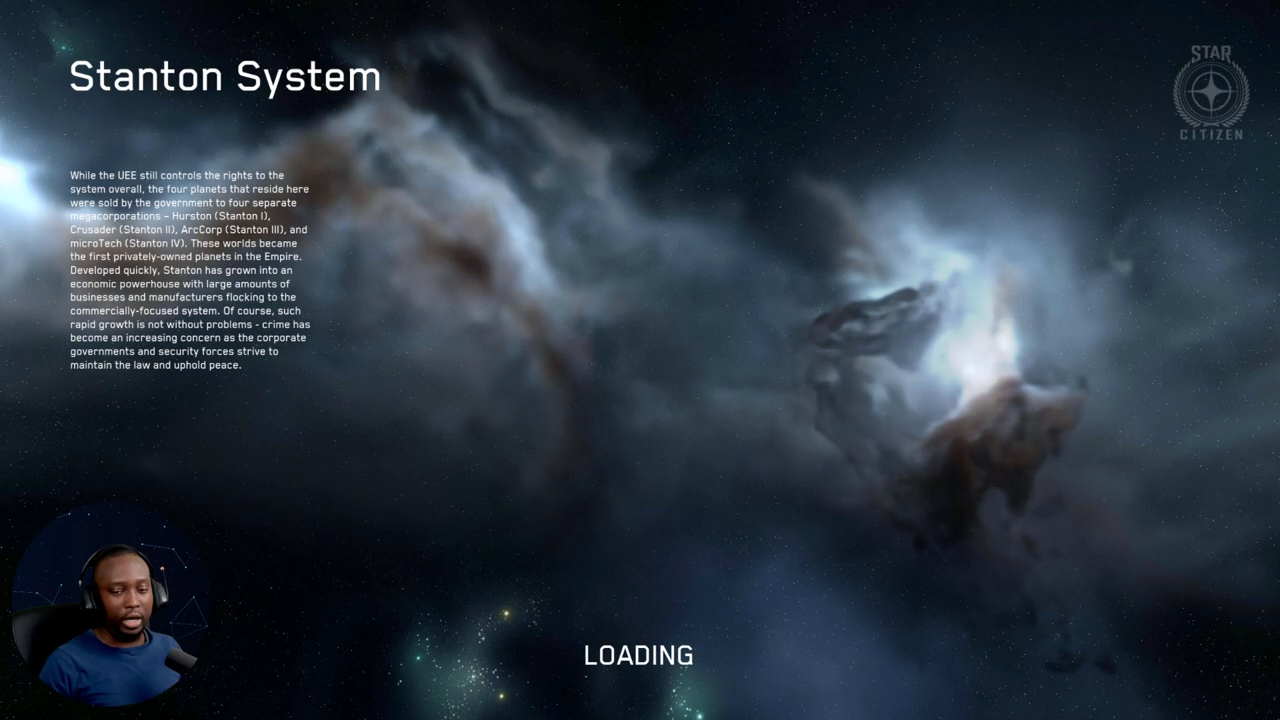 Stanton System
STAR
CITIZEN
While the UEE still controls the rights to the
system overall, the four planets that reside here
were sold by the government to four separate
megacorporations – Hurston (Stanton I),
Crusader (Stanton II), ArcCorp (Stanton III), and
microTech (Stanton IV). These worlds became
the first privately-owned planets in the Empire.
Developed quickly, Stanton has grown into an
economic powerhouse with large amounts of
businesses and manufacturers flocking to the
commercially-focused system. Of course, such
rapid growth is not without problems - crime has
become an increasing concern as the corporate
governments and security forces strive to
maintain the law and uphold peace.
LOADING